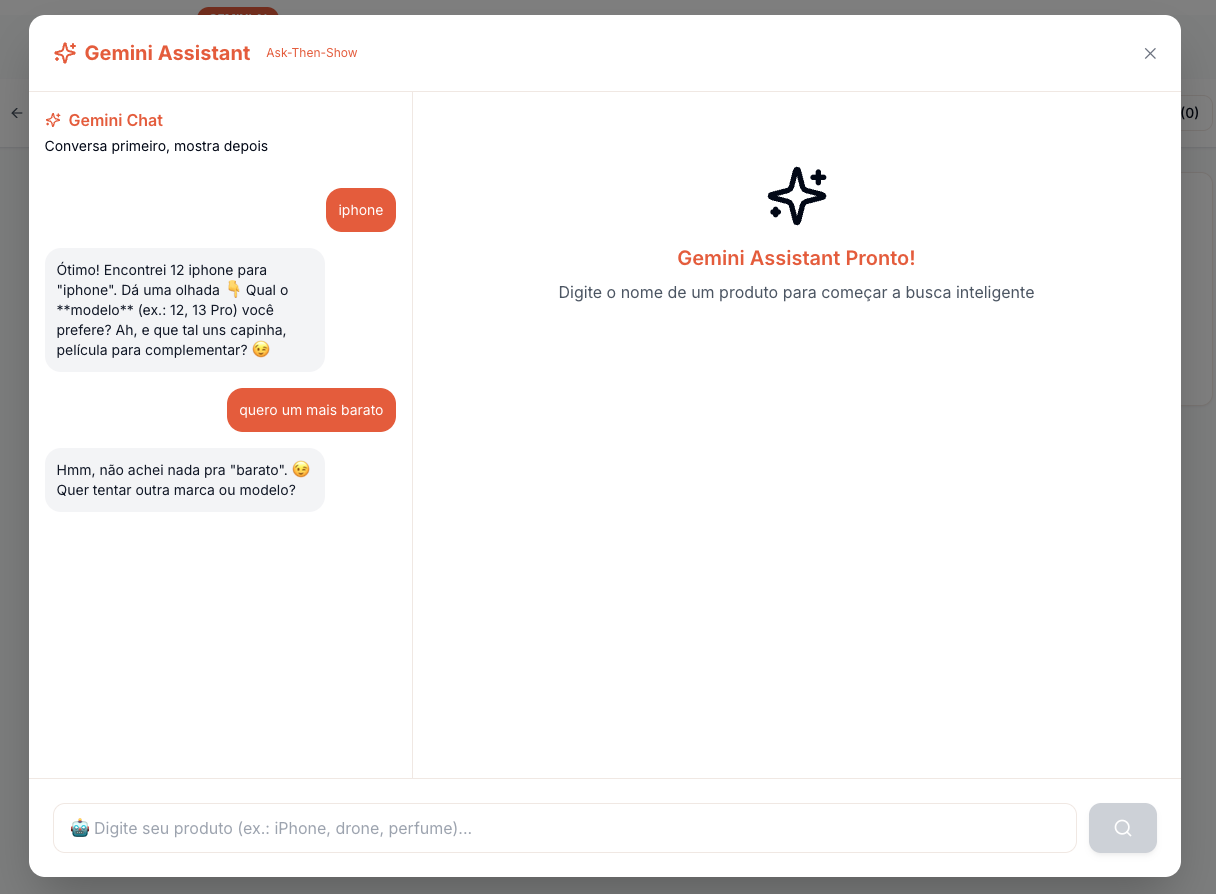 Gemini Assistant Ask-Then-Show
(0)
Gemini Chat
Conversa primeiro, mostra depois
iphone
Ótimo! Encontrei 12 iphone para
"iphone". Dá uma olhada 👇 Qual o
**modelo** (ex.: 12, 13 Pro) você
prefere? Ah, e que tal uns capinha,
película para complementar? 😉
quero um mais barato
Hmm, não achei nada pra "barato". 😉
Quer tentar outra marca ou modelo?
Gemini Assistant Pronto!
Digite o nome de um produto para começar a busca inteligente
🤖 Digite seu produto (ex.: iPhone, drone, perfume)...